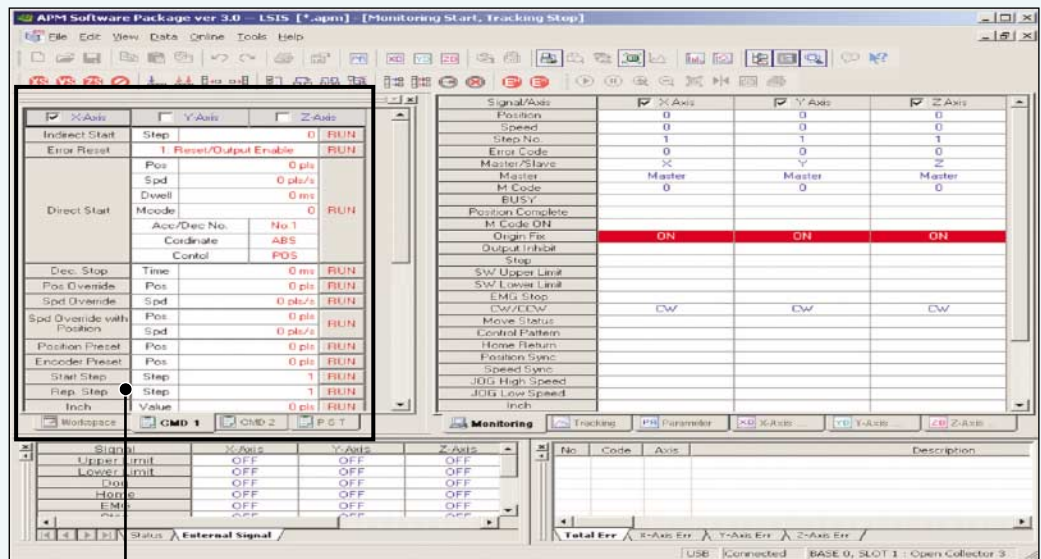 APM Software Package ver 3.0 - LSIS [*.apm] - [Monitoring Start, Tracking Stop]
File Edit View Data Online Tools Help
X-Axis Y-Axis Z-Axis
Indirect Start Step 0 RUN
Error Reset 1. Reset/Output Enable RUN
Direct Start Pos 0 pls RUN
Spd 0 pls/s
Dwell 0 ms
Mcode 0
Acc/Dec No. No.1
Cordinate ABS
Contol POS
Dec. Stop Time 0 ms RUN
Pos Override Pos 0 pls RUN
Spd Override Spd 0 pls/s RUN
Spd Override with Position Pos 0 pls RUN
Spd 0 pls/s
Position Preset Pos 0 pls RUN
Encoder Preset Pos 0 pls RUN
Start Step Step 1 RUN
Rep. Step Step 1 RUN
Inch Value 0 pls RUN
Workspace CMD 1 CMD 2 P S T
Signal/Axis X Axis Y Axis Z Axis
Position 0 0 0
Speed 0 0 0
Step No. 1 1 1
Error Code 0 0 0
Master/Slave X Y Z
Master Master Master Master
M Code 0 0 0
BUSY
Position Complete
M Code ON
Origin Fix ON ON ON
Output Inhibit
Stop
SW Upper Limit
SW Lower Limit
EMG Stop
CW/CCW CW CW CW
Move Status
Control Pattern
Home Return
Position Sync
Speed Sync
JOG High Speed
JOG Low Speed
Inch
Monitoring Tracking Parameter X-Axis ... Y-Axis ... Z-Axis ...
Signal X-Axis Y-Axis Z-Axis
Upper Limit OFF OFF OFF
Lower Limit OFF OFF OFF
Dog OFF OFF OFF
Home OFF OFF OFF
EMG OFF OFF OFF
OFF OFF OFF
Status External Signal
No Code Axis Description
Total Err X-Axis Err Y-Axis Err Z-Axis Err
USB Connected BASE 0, SLOT 1 : Open Collector 3